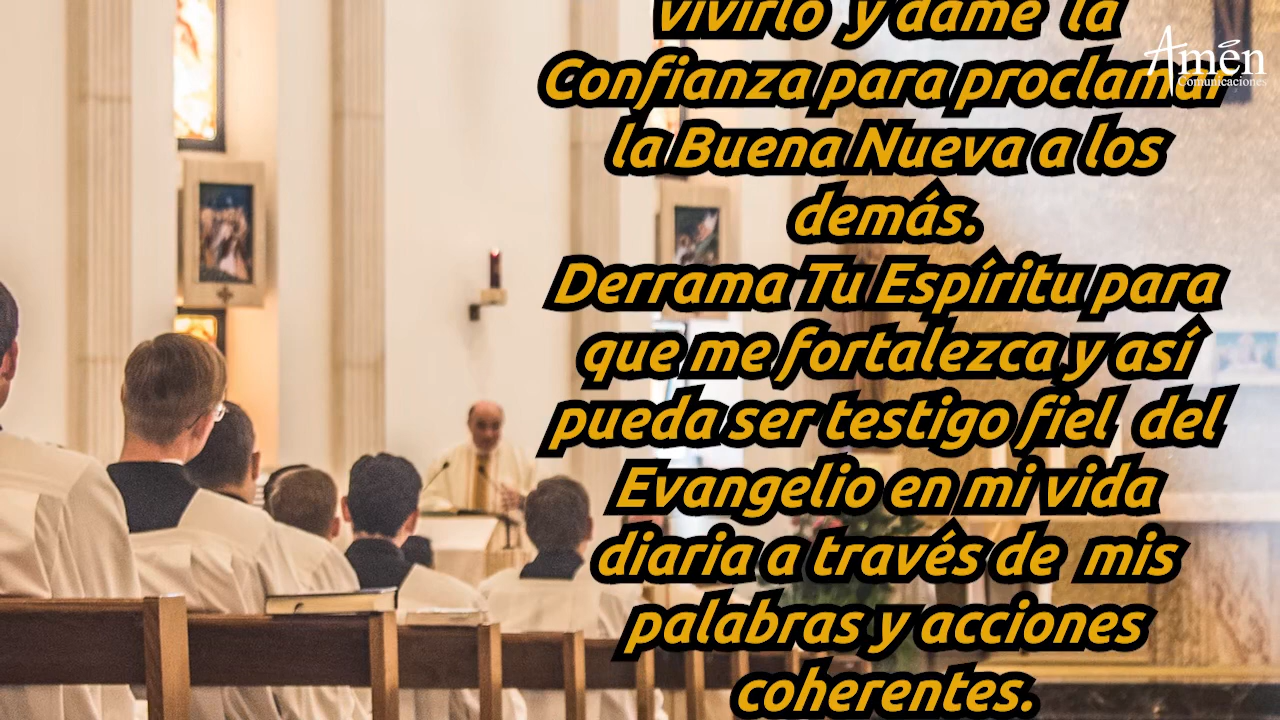 vivirlo y dame la
Confianza para proclamar
la Buena Nueva a los
demás.
Derrama Tu Espíritu para
que me fortalezca y así
pueda ser testigo fiel del
Evangelio en mi vida
diaria a través de mis
palabras y acciones
coherentes.
Amén
Comunicaciones